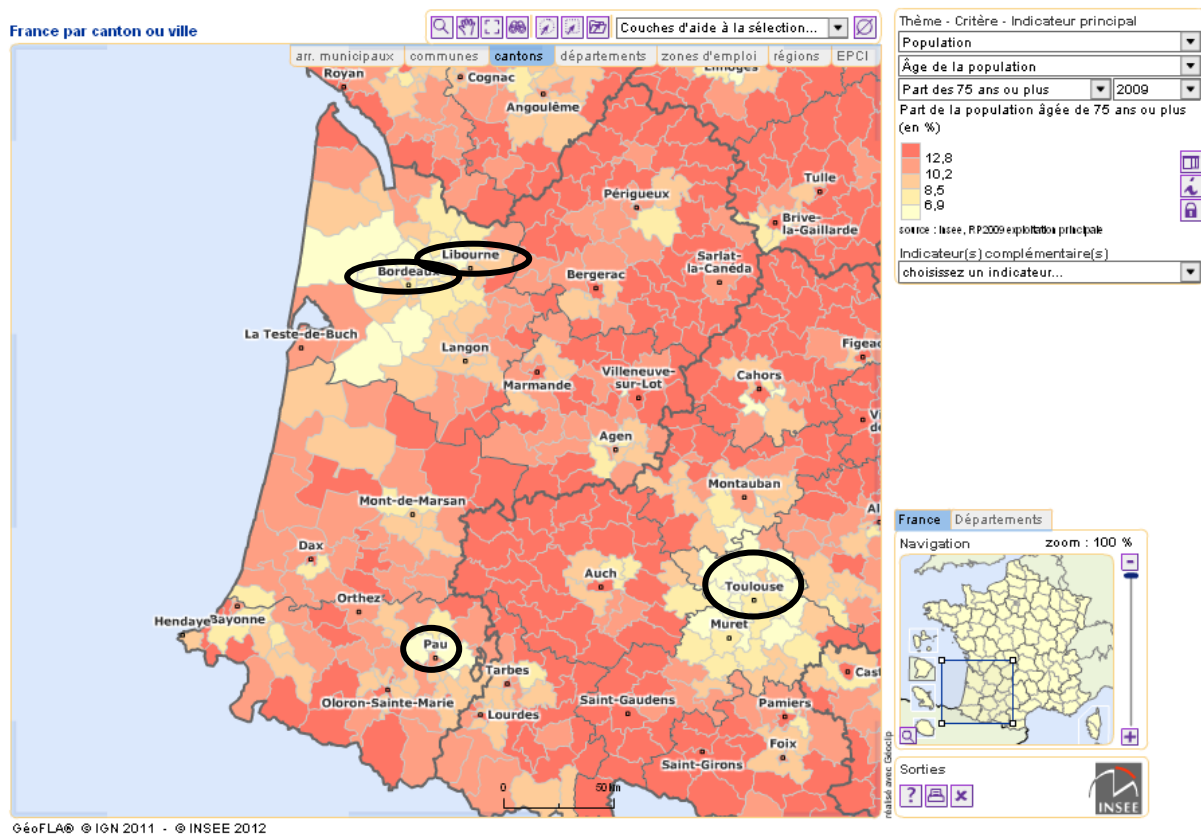 France par canton ou ville
Couches d'aide à la sélection...
arr. municipaux communes cantons départements zones d'emploi régions EPCI
Thème - Critère - Indicateur principal
Population
Âge de la population
Part des 75 ans ou plus 2009
Part de la population âgée de 75 ans ou plus
(en %)
12,8
10,2
8,5
6,9
source : Insee, RP2009 exploitation principale
Indicateur(s) complémentaire(s)
choisissez un indicateur...
Royan
Cognac
Limoges
Angoulême
Périgueux
Tulle
Brive-
la-Gaillarde
Libourne
Bordeaux
Bergerac
Sarlat-
la-Canéda
La Teste-de-Buch
Langon
Marmande
Villeneuve-
sur-Lot
Cahors
Figeac
Agen
Montauban
Mont-de-Marsan
Dax
Auch
Toulouse
Orthez
Hendaye
Bayonne
Muret
Pau
Tarbes
Oloron-Sainte-Marie
Lourdes
Saint-Gaudens
Pamiers
Foix
Saint-Girons
Cast
0 50 km
réalisé avec Géoclip
France Départements
Navigation zoom : 100 %
Sorties
INSEE
GéoFLA® © IGN 2011 - © INSEE 2012